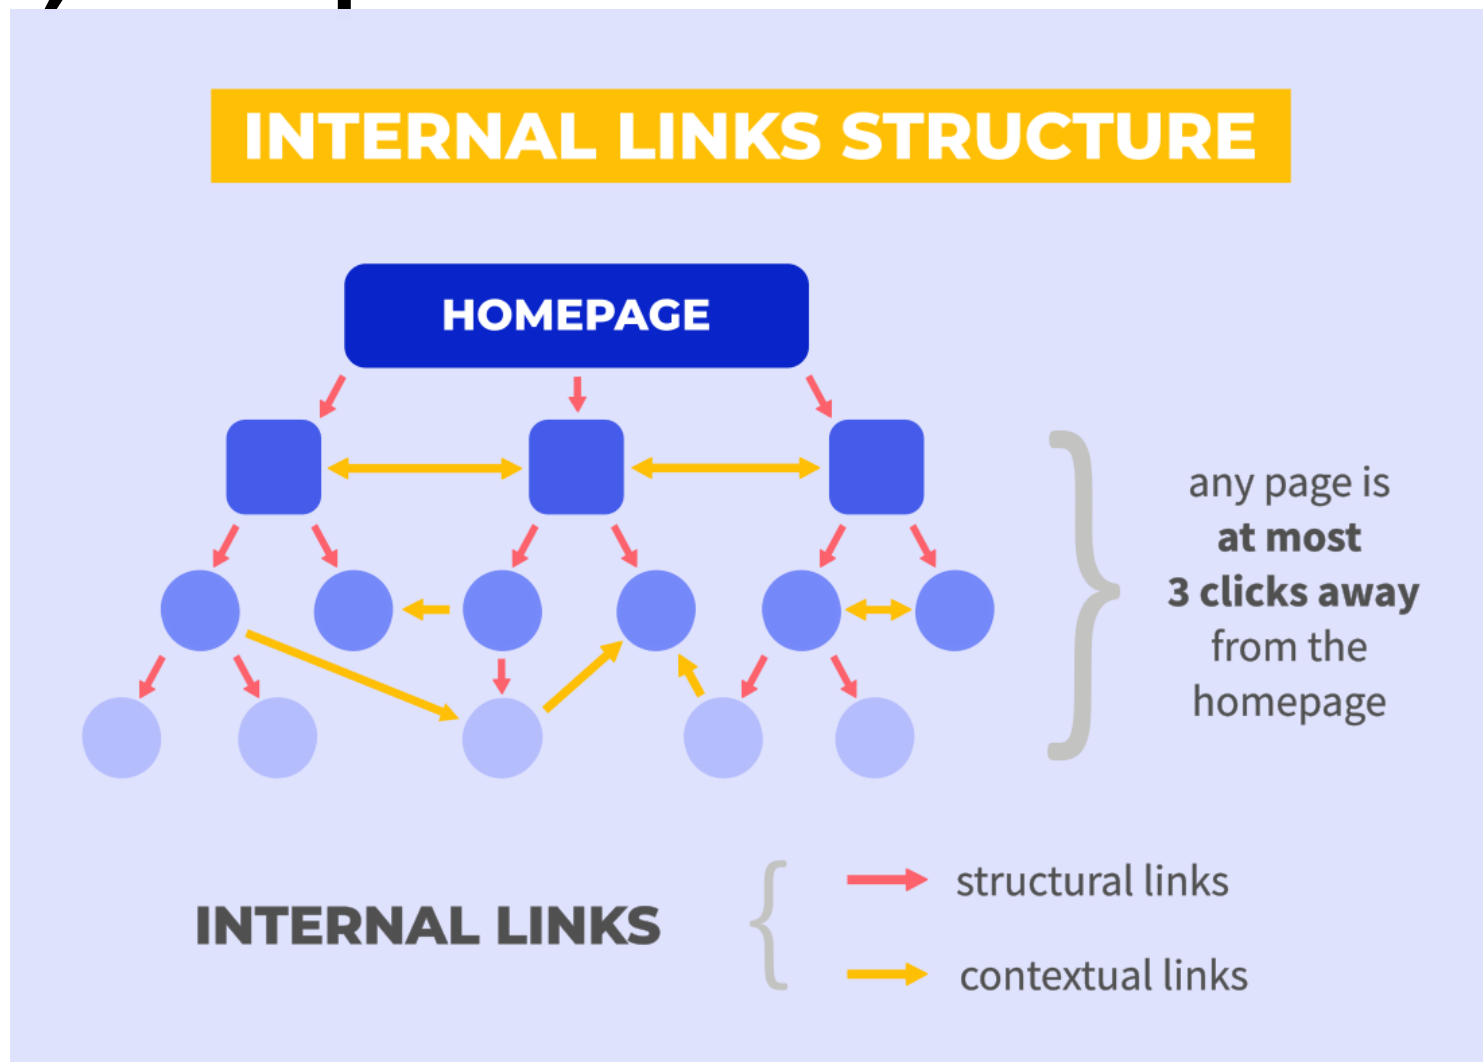 INTERNAL LINKS STRUCTURE
HOMEPAGE
any page is
at most
3 clicks away
from the
homepage
INTERNAL LINKS
structural links
contextual links